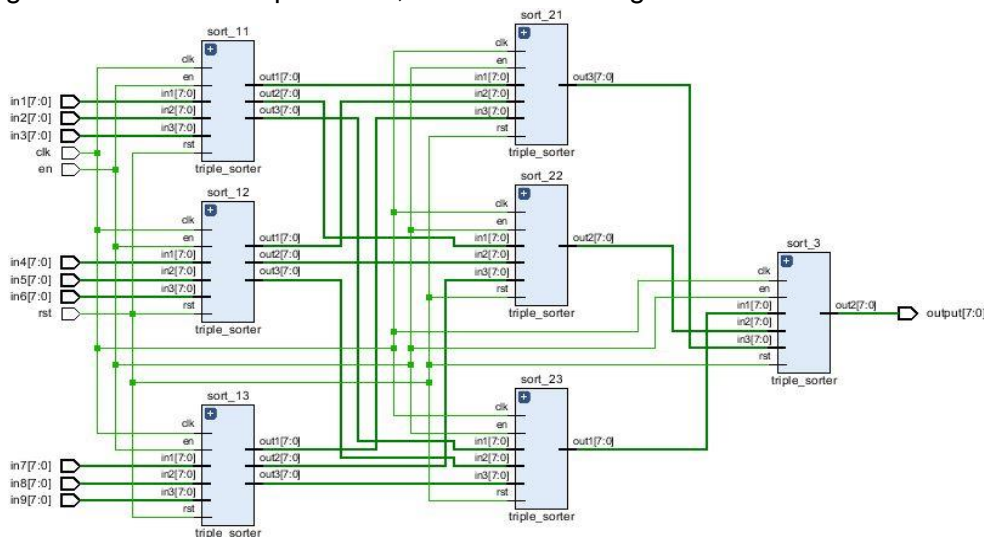 sort_11
clk
en
in1[7:0]
in2[7:0]
in3[7:0]
rst
out1[7:0]
out2[7:0]
out3[7:0]
triple_sorter
in1[7:0]
in2[7:0]
in3[7:0]
clk
en
sort_12
clk
en
in1[7:0]
in2[7:0]
in3[7:0]
rst
out1[7:0]
out2[7:0]
out3[7:0]
triple_sorter
in4[7:0]
in5[7:0]
in6[7:0]
rst
sort_13
clk
en
in1[7:0]
in2[7:0]
in3[7:0]
rst
out1[7:0]
out2[7:0]
out3[7:0]
triple_sorter
in7[7:0]
in8[7:0]
in9[7:0]
sort_21
clk
en
in1[7:0]
in2[7:0]
in3[7:0]
rst
out3[7:0]
triple_sorter
sort_22
clk
en
in1[7:0]
in2[7:0]
in3[7:0]
rst
out2[7:0]
triple_sorter
sort_23
clk
en
in1[7:0]
in2[7:0]
in3[7:0]
rst
out1[7:0]
triple_sorter
sort_3
clk
en
in1[7:0]
in2[7:0]
in3[7:0]
rst
out2[7:0]
triple_sorter
output[7:0]